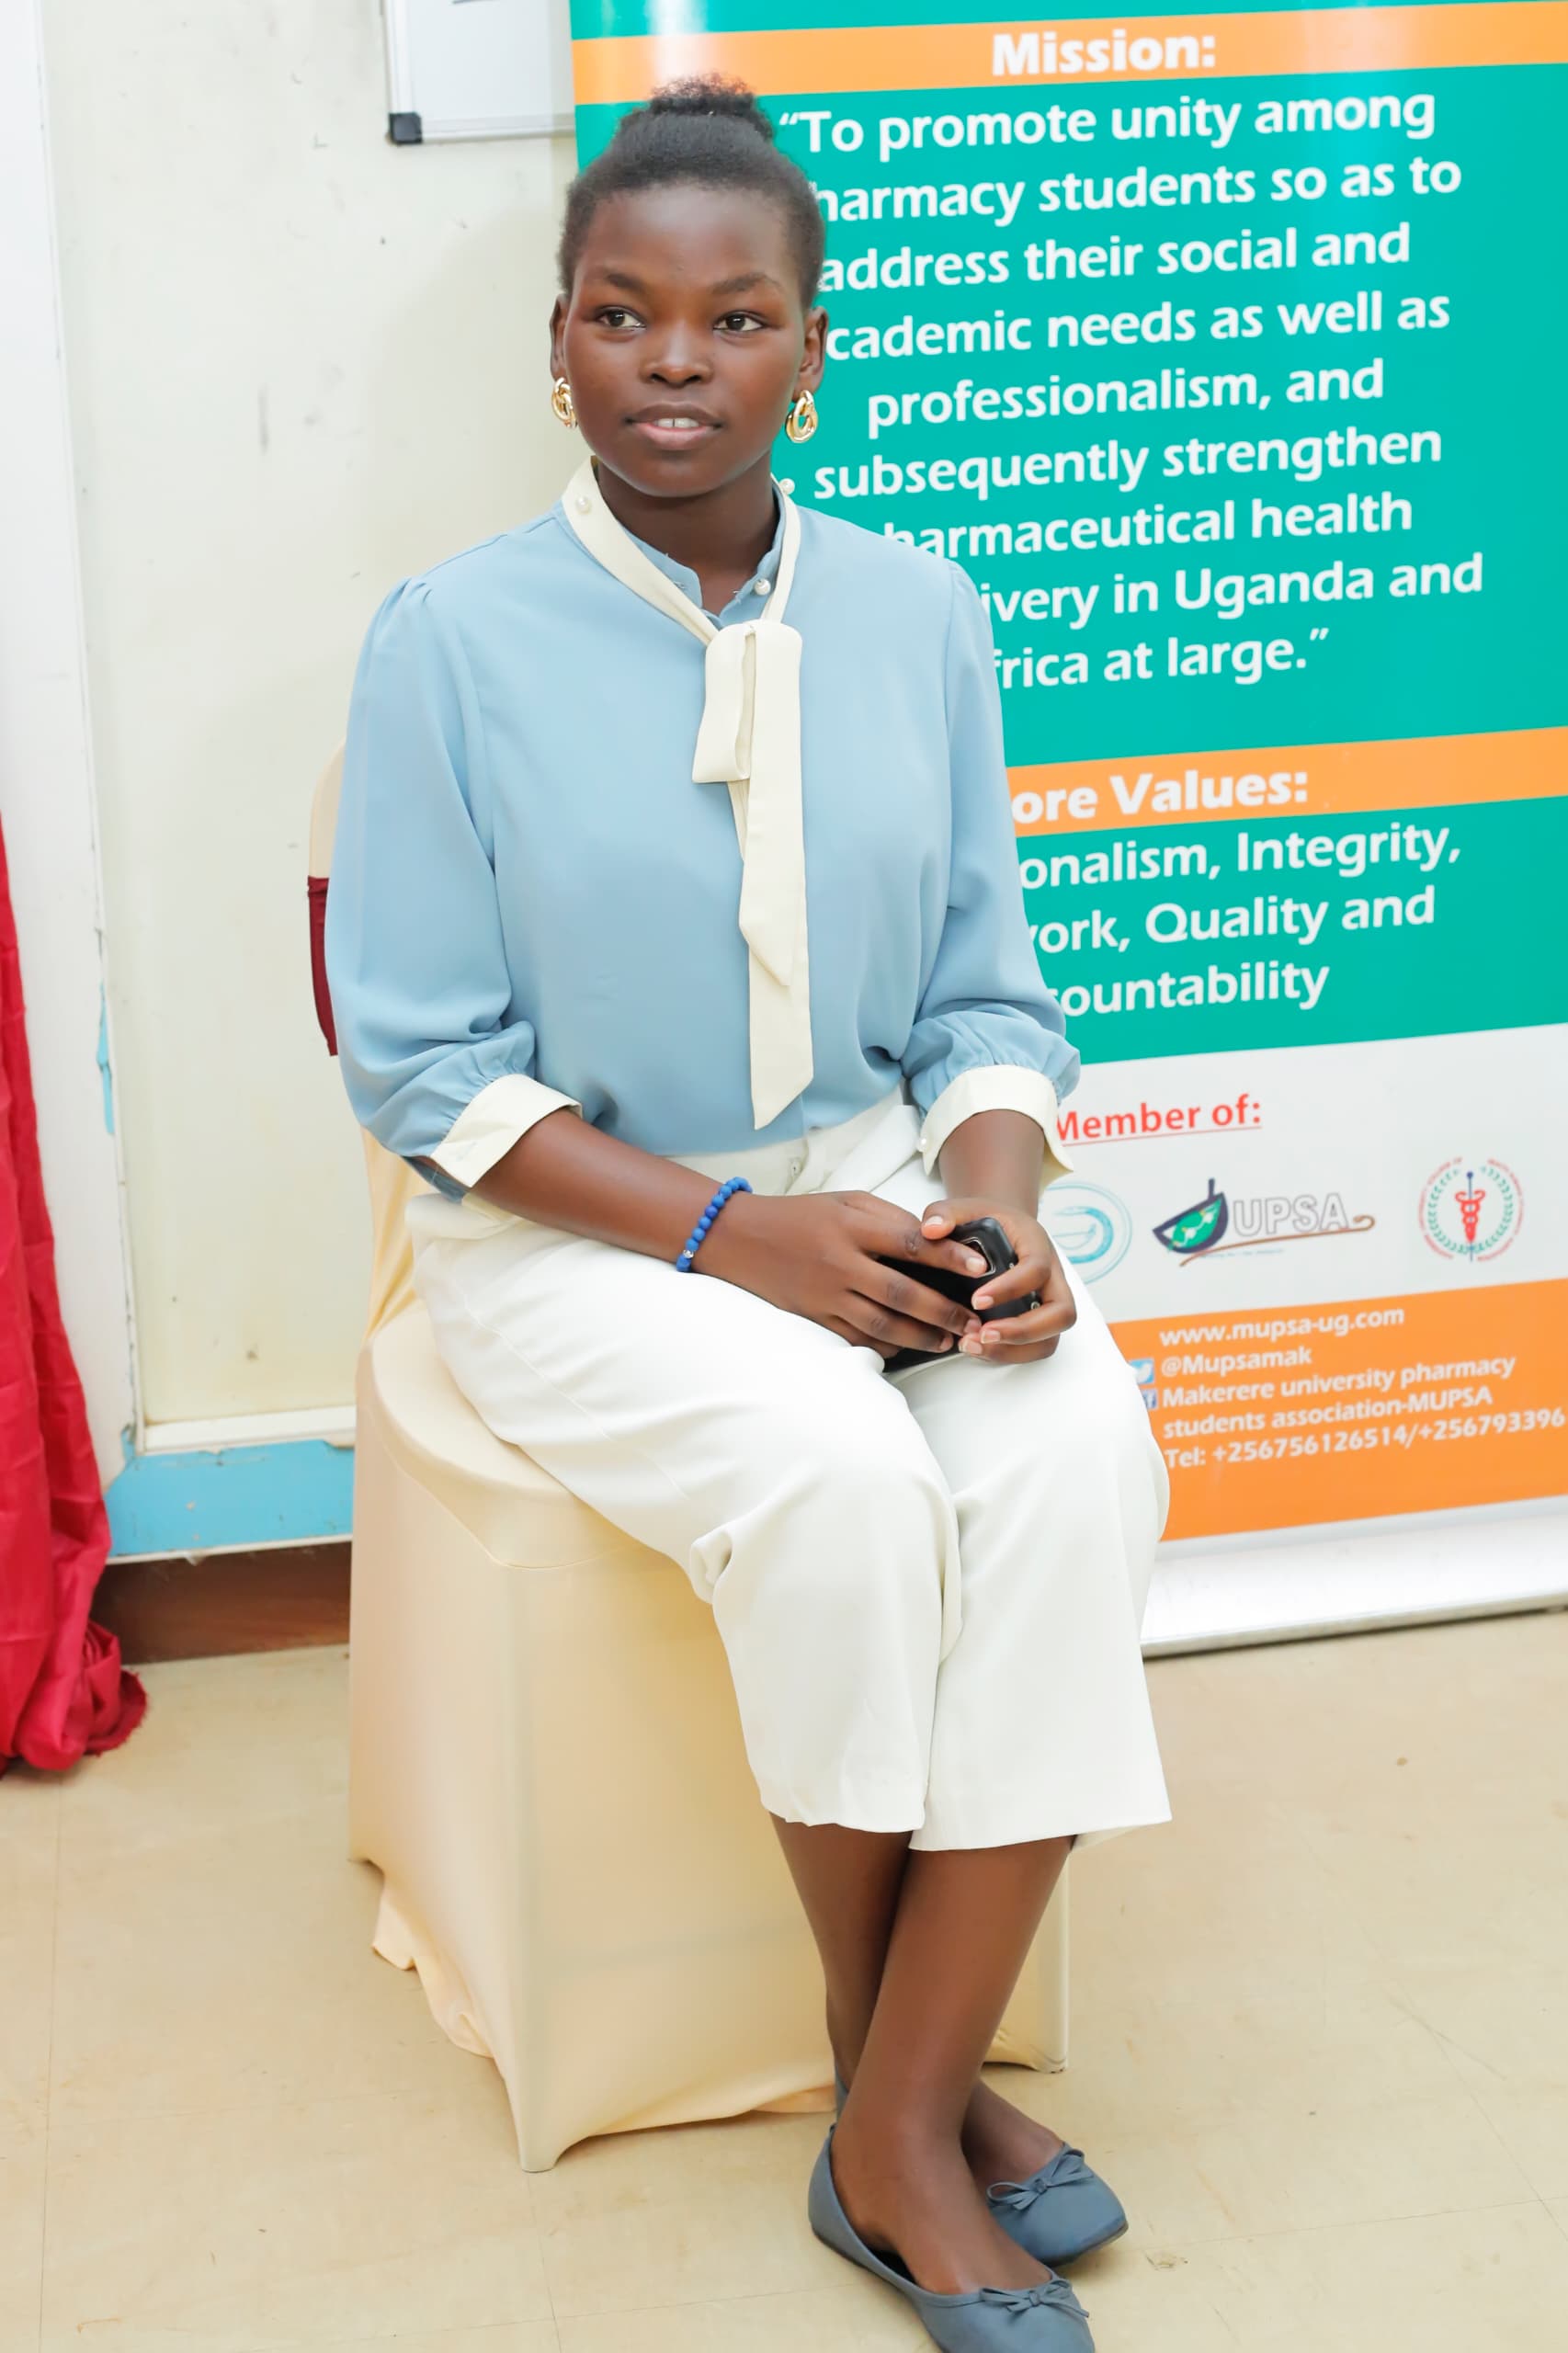 Mission:
“To promote unity among
harmacy students so as to
address their social and
cademic needs as well as
professionalism, and
subsequently strengthen
harmaceutical health
ivery in Uganda and
frica at large.”
ore Values:
onalism, Integrity,
work, Quality and
countability
Member of:
UPSA
www.mupsa-ug.com
@Mupsamak
Makerere university pharmacy
students association-MUPSA
Tel: +256756126514/+256793396